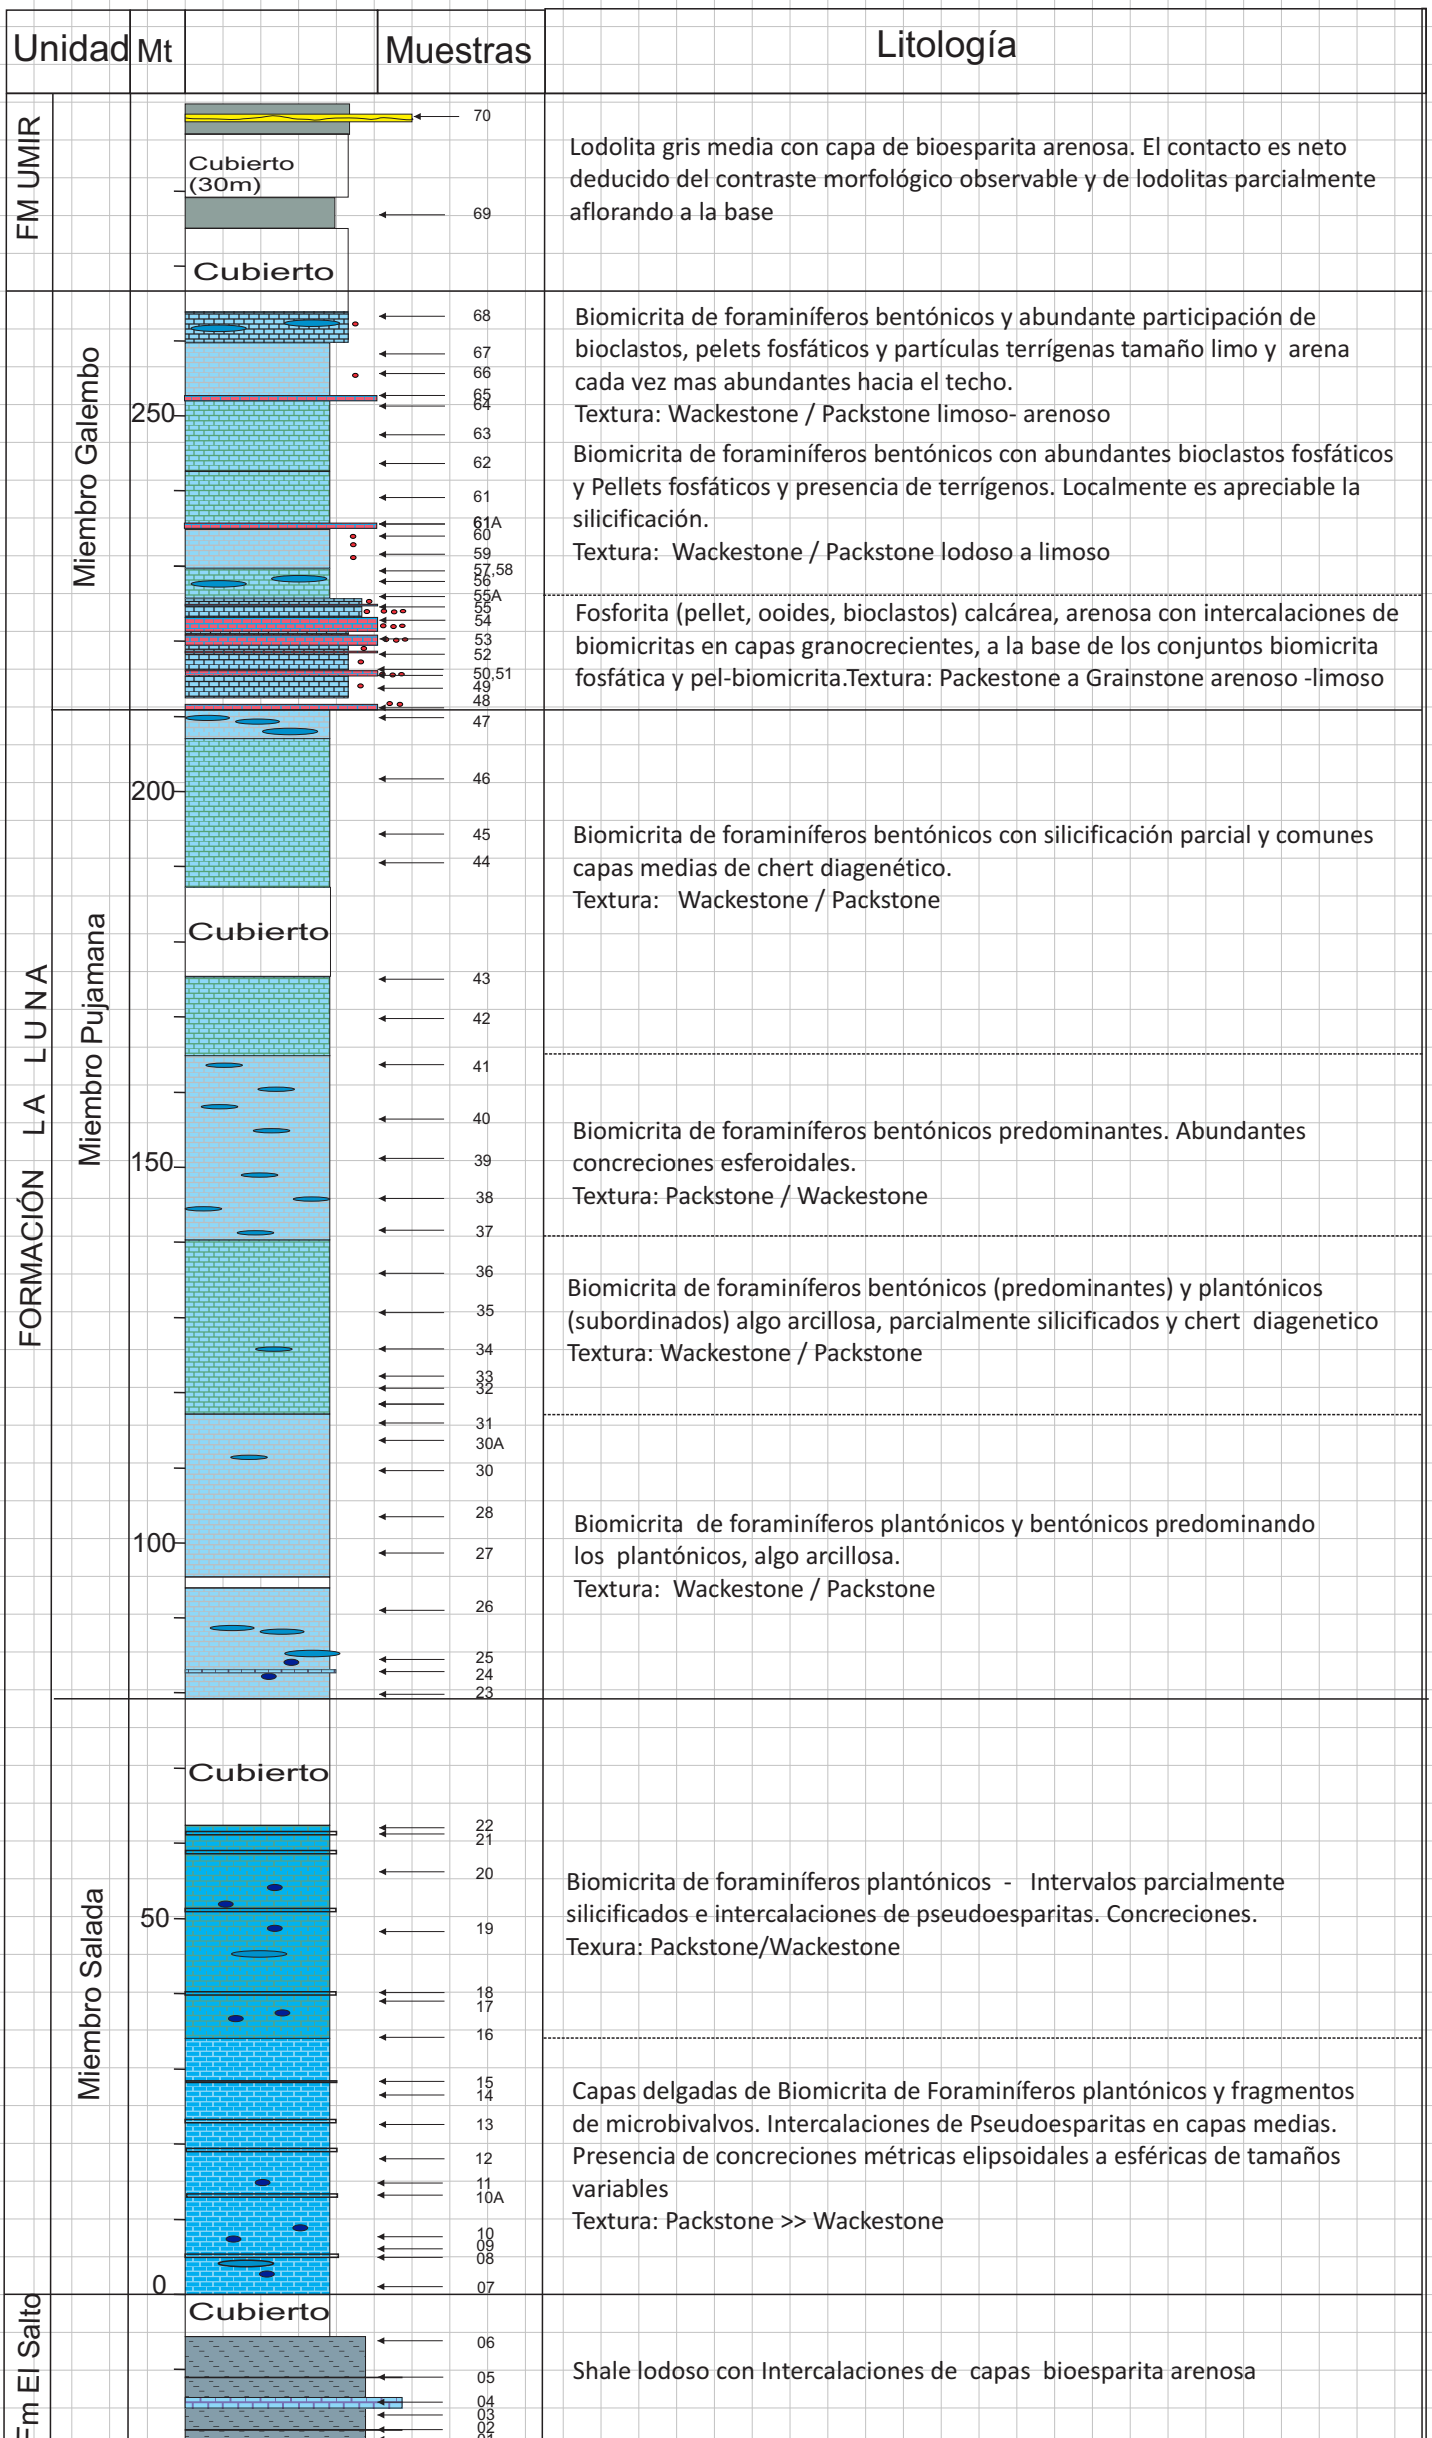 Unidad Mt Muestras Litología
FM UMIR
70
Cubierto
(30m)
69
Cubierto
Lodolita gris media con capa de bioesparita arenosa. El contacto es neto
deducido del contraste morfológico observable y de lodolitas parcialmente
aflorando a la base
FORMACIÓN LA LUNA
Miembro Galembo
250
68
67
66
65
64
63
62
61
61A
60
59
57,58
56
55A
55
54
53
52
50,51
49
48
Biomicrita de foraminíferos bentónicos y abundante participación de
bioclastos, pelets fosfáticos y partículas terrígenas tamaño limo y arena
cada vez mas abundantes hacia el techo.
Textura: Wackestone / Packstone limoso- arenoso
Biomicrita de foraminíferos bentónicos con abundantes bioclastos fosfáticos
y Pellets fosfáticos y presencia de terrígenos. Localmente es apreciable la
silicificación.
Textura: Wackestone / Packstone lodoso a limoso
Fosforita (pellet, ooides, bioclastos) calcárea, arenosa con intercalaciones de
biomicritas en capas granocrecientes, a la base de los conjuntos biomicrita
fosfática y pel-biomicrita.Textura: Packestone a Grainstone arenoso -limoso
Miembro Pujamana
200
150
100
47
46
45
44
Cubierto
43
42
41
40
39
38
37
36
35
34
33
32
31
30A
30
28
27
26
25
24
23
Biomicrita de foraminíferos bentónicos con silicificación parcial y comunes
capas medias de chert diagenético.
Textura: Wackestone / Packstone
Biomicrita de foraminíferos bentónicos predominantes. Abundantes
concreciones esferoidales.
Textura: Packstone / Wackestone
Biomicrita de foraminíferos bentónicos (predominantes) y plantónicos
(subordinados) algo arcillosa, parcialmente silicificados y chert diagenetico
Textura: Wackestone / Packstone
Biomicrita de foraminíferos plantónicos y bentónicos predominando
los plantónicos, algo arcillosa.
Textura: Wackestone / Packstone
Miembro Salada
50
0
Cubierto
22
21
20
19
18
17
16
15
14
13
12
11
10A
10
09
08
07
Biomicrita de foraminíferos plantónicos - Intervalos parcialmente
silicificados e intercalaciones de pseudoesparitas. Concreciones.
Texura: Packstone/Wackestone
Capas delgadas de Biomicrita de Foraminíferos plantónicos y fragmentos
de microbivalvos. Intercalaciones de Pseudoesparitas en capas medias.
Presencia de concreciones métricas elipsoidales a esféricas de tamaños
variables
Textura: Packstone >> Wackestone
Fm El Salto
Cubierto
06
05
04
03
02
Shale lodoso con Intercalaciones de capas bioesparita arenosa